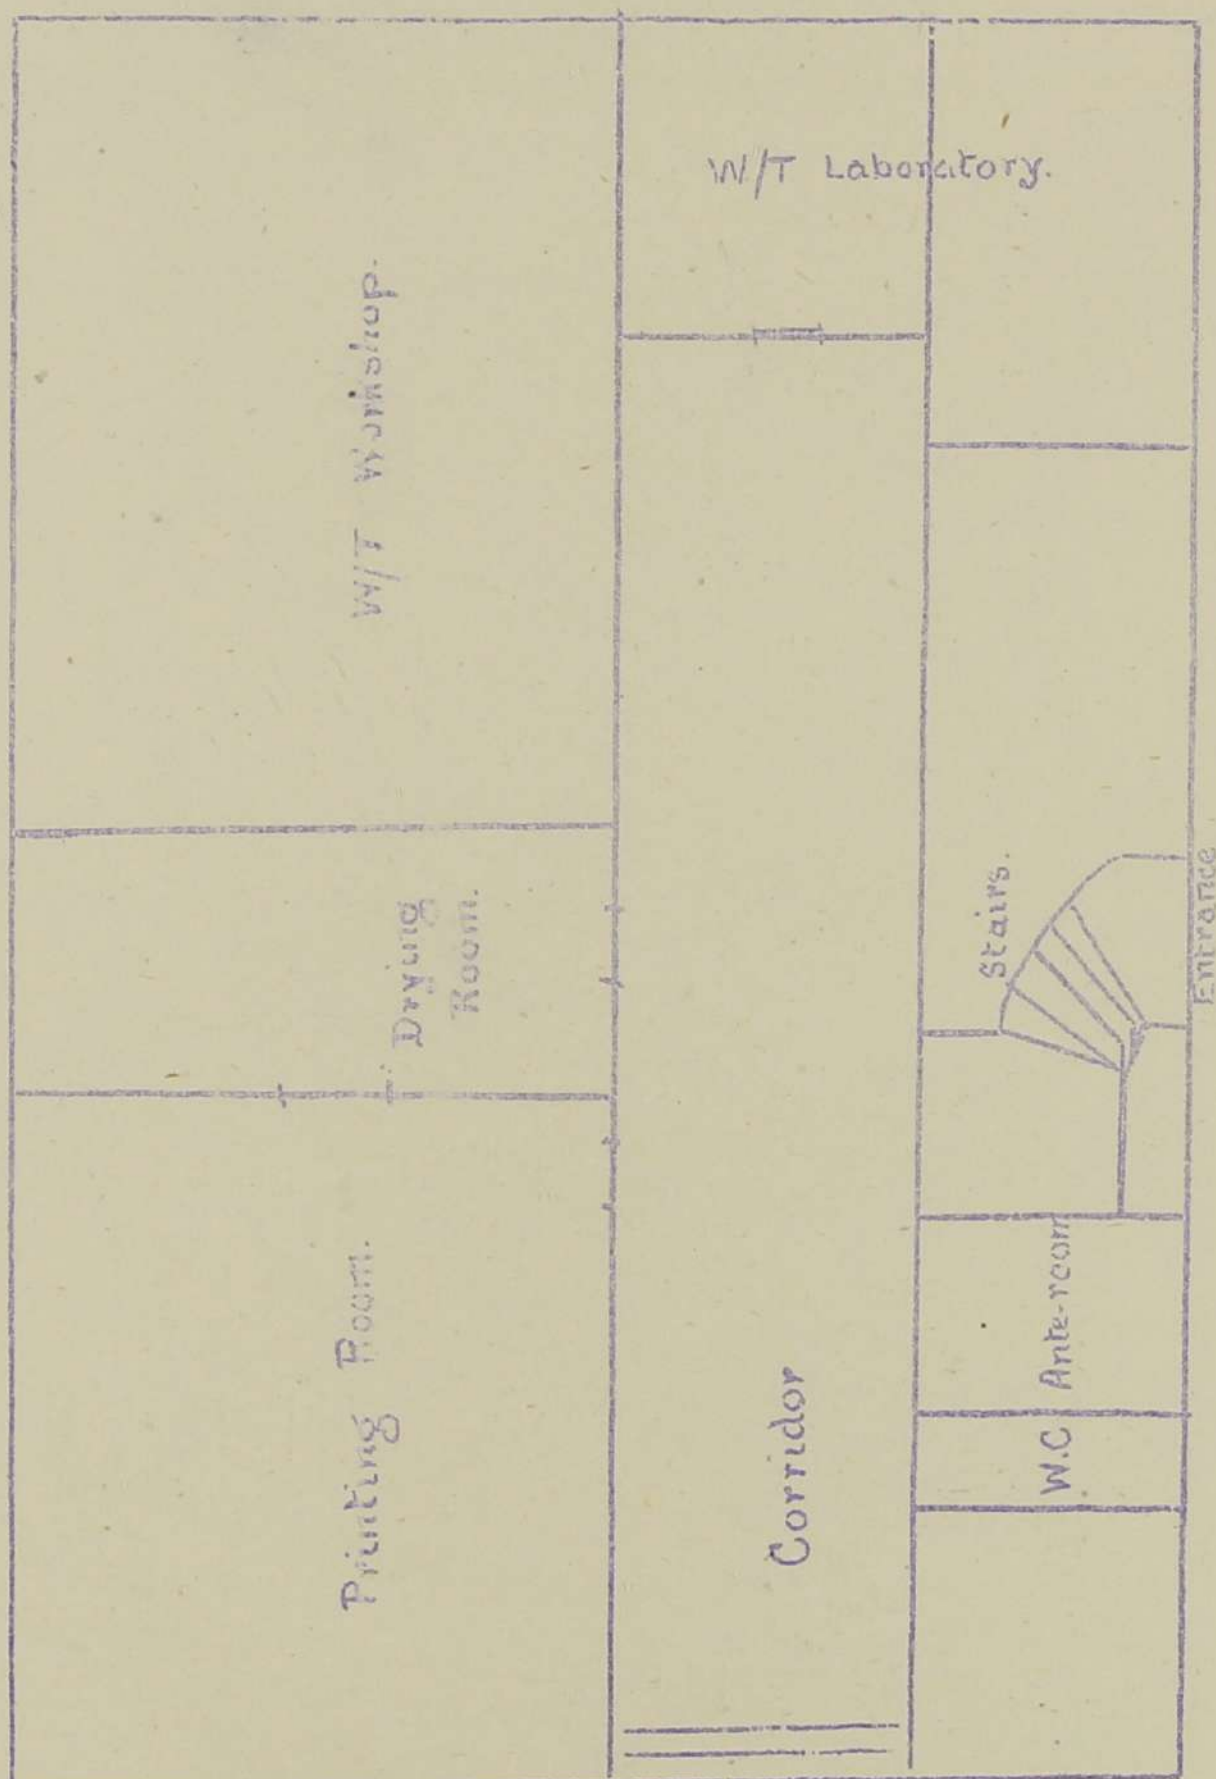 W/T Laboratory.
W/T Workshop.
Drying
Room.
Stairs.
Entrance
Printing Room.
Ante-room
Corridor
W.C